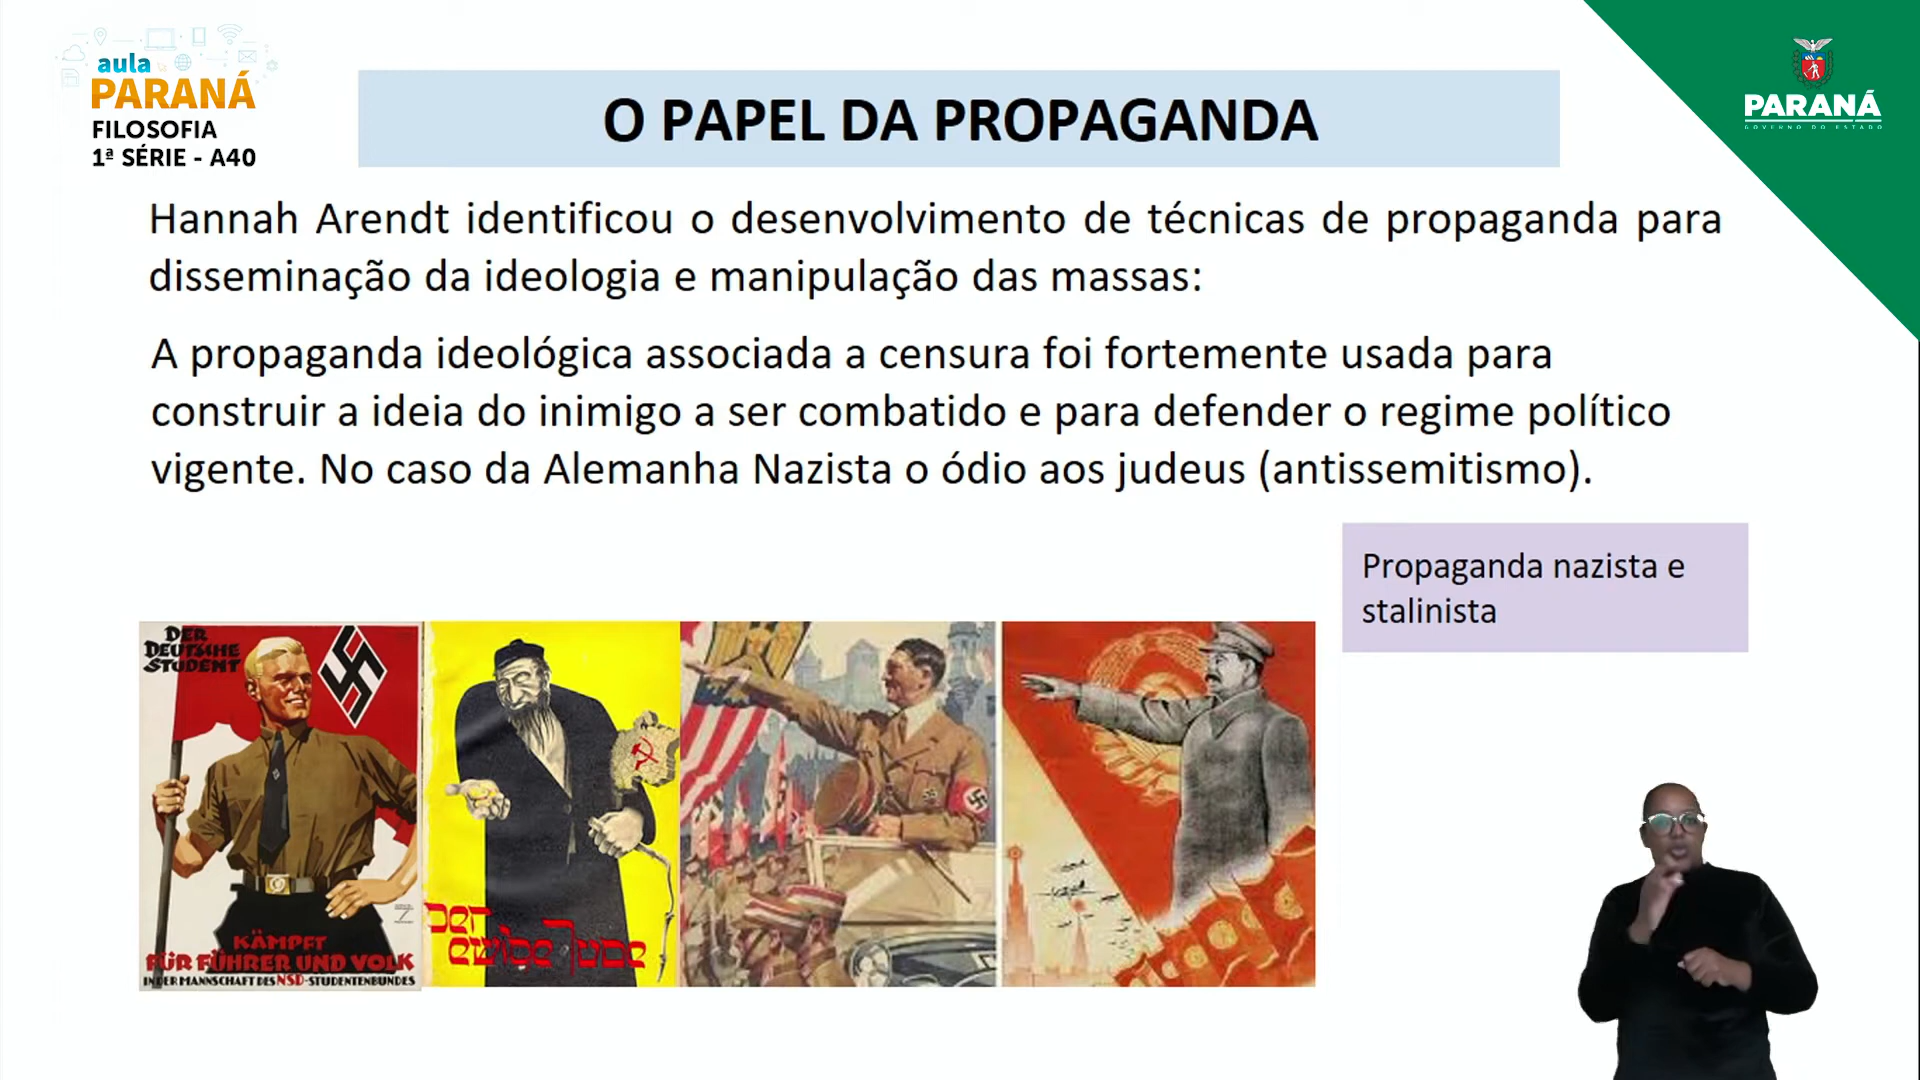 aula
PARANÁ
FILOSOFIA
1ª SÉRIE - A40
O PAPEL DA PROPAGANDA
PARANÁ
GOVERNO DO ESTADO
Hannah Arendt identificou o desenvolvimento de técnicas de propaganda para
disseminação da ideologia e manipulação das massas:
A propaganda ideológica associada a censura foi fortemente usada para
construir a ideia do inimigo a ser combatido e para defender o regime político
vigente. No caso da Alemanha Nazista o ódio aos judeus (antissemitismo).
Propaganda nazista e
stalinista
DER
DEUTSCHE
STUDENT
KÄMPFT
FÜR FÜHRER UND VOLK
IN DER MANNSCHAFT DES NSD-STUDENTENBUNDES
Der
ewige Jude